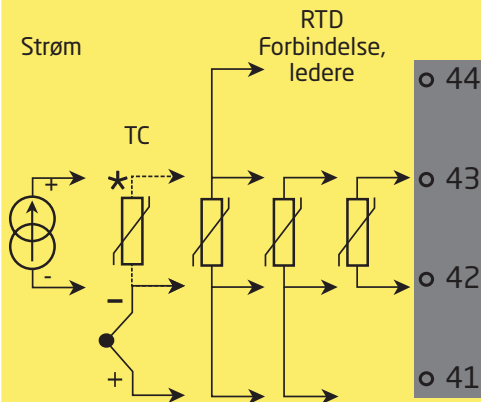 Strøm
RTD
Forbindelse,
ledere
TC
*
+
-
–
+
44
43
42
41